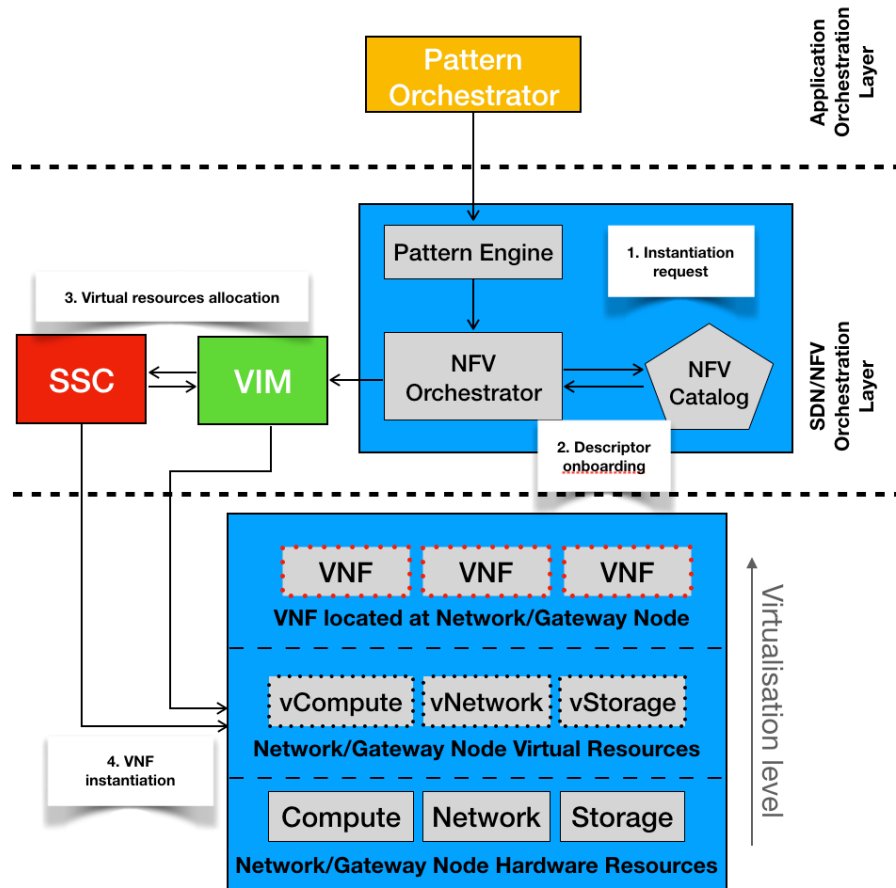 Pattern
Orchestrator
Application
Orchestration
Layer
Pattern Engine
1. Instantiation
request
3. Virtual resources allocation
SSC
VIM
NFV
Orchestrator
NFV
Catalog
SDN/NFV
Orchestration
Layer
2. Descriptor
onboarding
VNF
VNF
VNF
VNF located at Network/Gateway Node
vCompute
vNetwork
vStorage
Network/Gateway Node Virtual Resources
4. VNF
instantiation
Compute
Network
Storage
Network/Gateway Node Hardware Resources
Virtualisation level